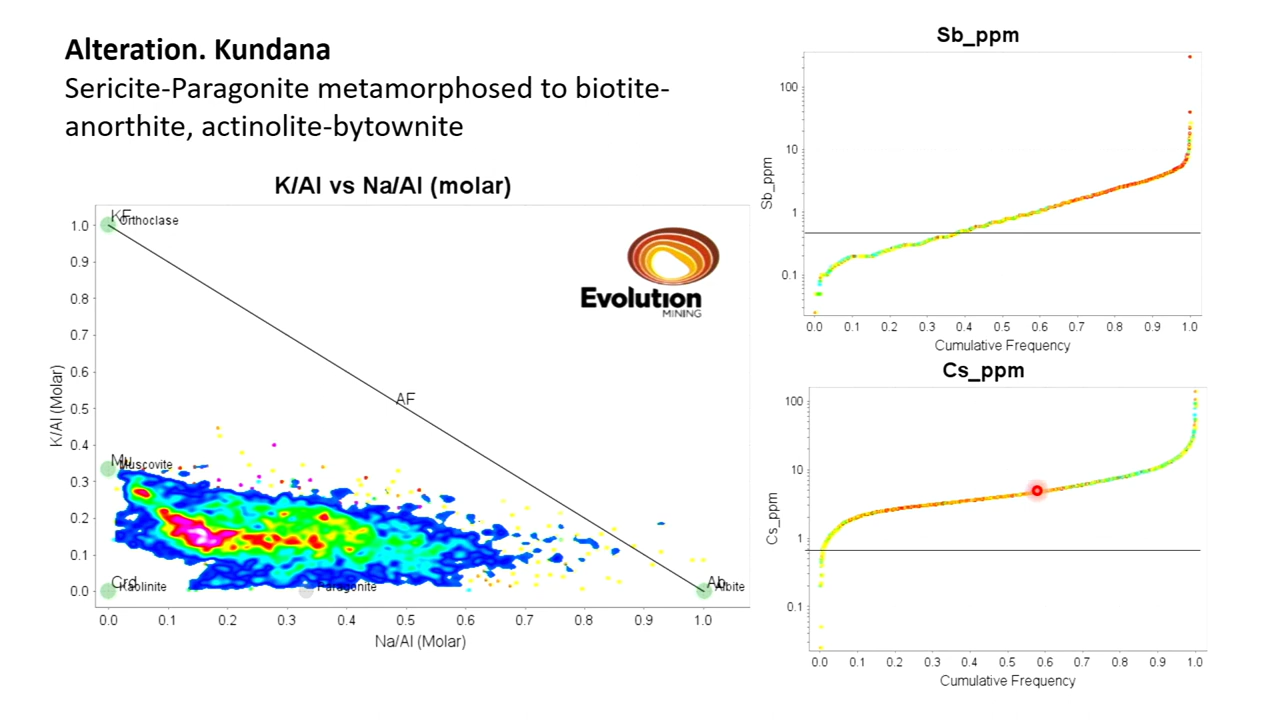 Alteration. Kundana
Sericite-Paragonite metamorphosed to biotite-
anorthite, actinolite-bytownite
K/Al vs Na/Al (molar)
K/Al (Molar)
1.0
0.9
0.8
0.7
0.6
0.5
0.4
0.3
0.2
0.1
0.0
KF
Orthoclase
AF
Mu
Muscovite
Crd
Kaolinite
Paragonite
Ab
Albite
Evolution
MINING
0.0 0.1 0.2 0.3 0.4 0.5 0.6 0.7 0.8 0.9 1.0
Na/Al (Molar)
Sb_ppm
Sb_ppm
100
10
1
0.1
0.0 0.1 0.2 0.3 0.4 0.5 0.6 0.7 0.8 0.9 1.0
Cumulative Frequency
Cs_ppm
Cs_ppm
100
10
1
0.1
0.0 0.1 0.2 0.3 0.4 0.5 0.6 0.7 0.8 0.9 1.0
Cumulative Frequency